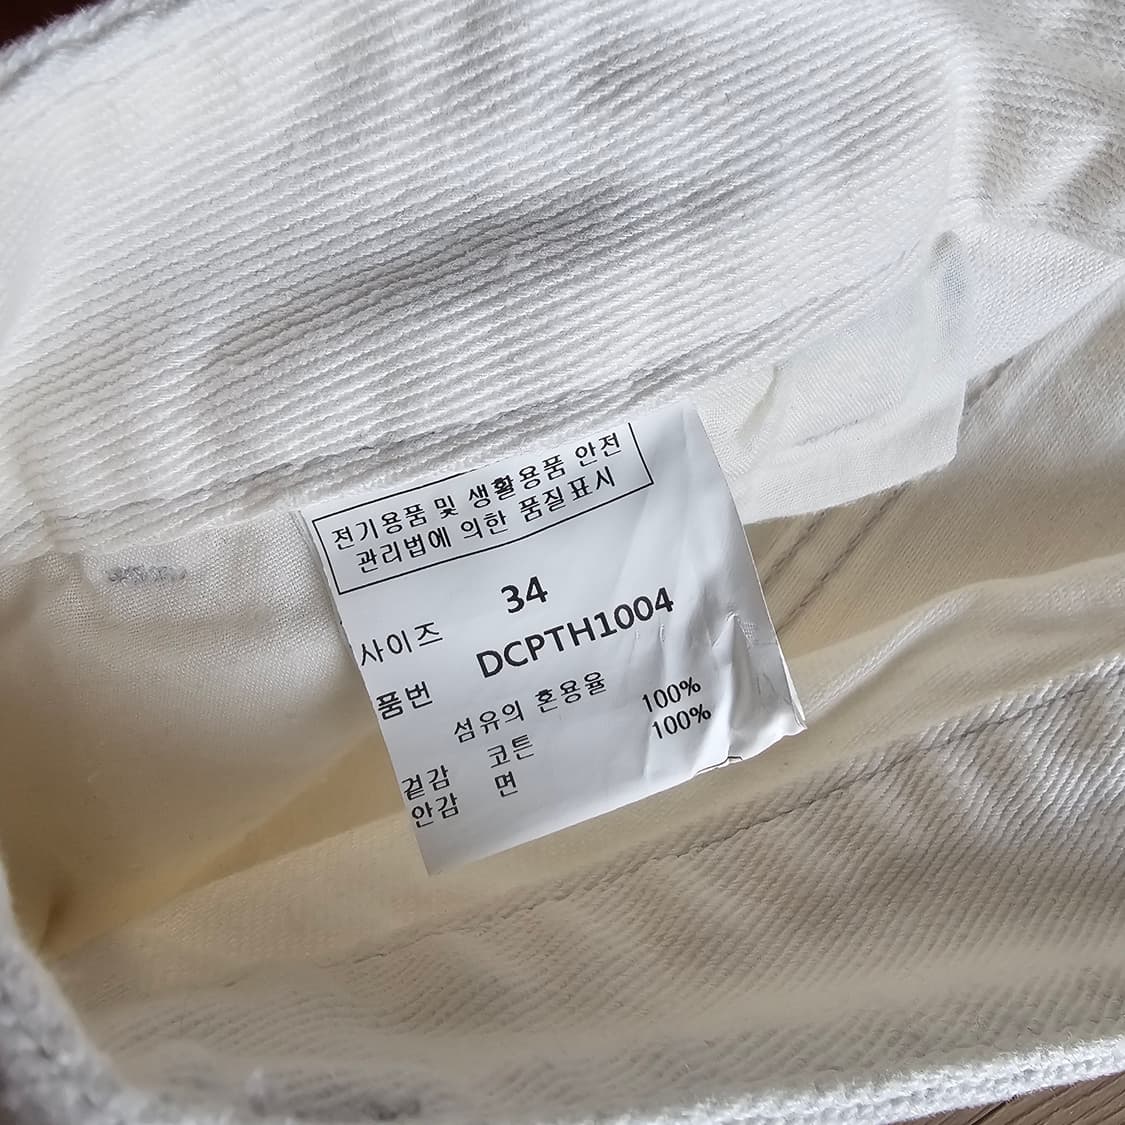 전기용품 및 생활용품 안전
관리법에 의한 품질표시
사이즈 34
품번 DCPTH1004
섬유의 혼용율
겉감 코튼 100%
안감 면 100%